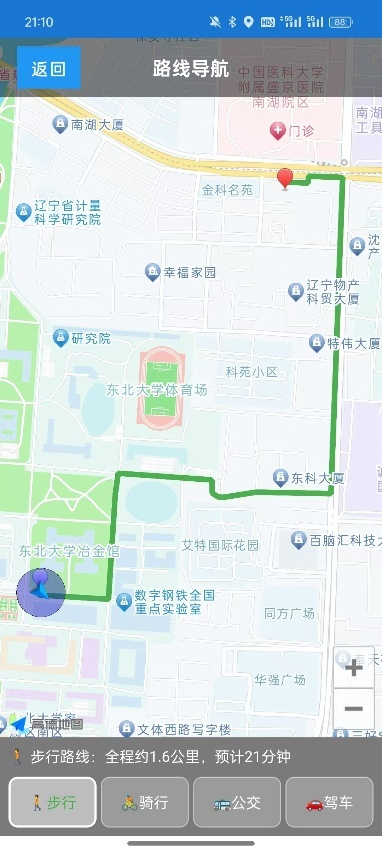 21:10
HD 5G 5G 88
返回
路线导航
中国医科大学
附属盛京医院
南湖院区
南湖大厦
门诊
金科名苑
辽宁省计量
科学研究院
幸福家园
辽宁物产
科贸大厦
特伟大厦
研究院
科苑小区
东北大学体育场
东科大厦
百脑汇科技大
艾特国际花园
东北大学冶金馆
数字钢铁全国
重点实验室
同方广场
华强广场
+
−
高德地图
文体西路写字楼
步行路线：全程约1.6公里，预计21分钟
步行
骑行
公交
驾车